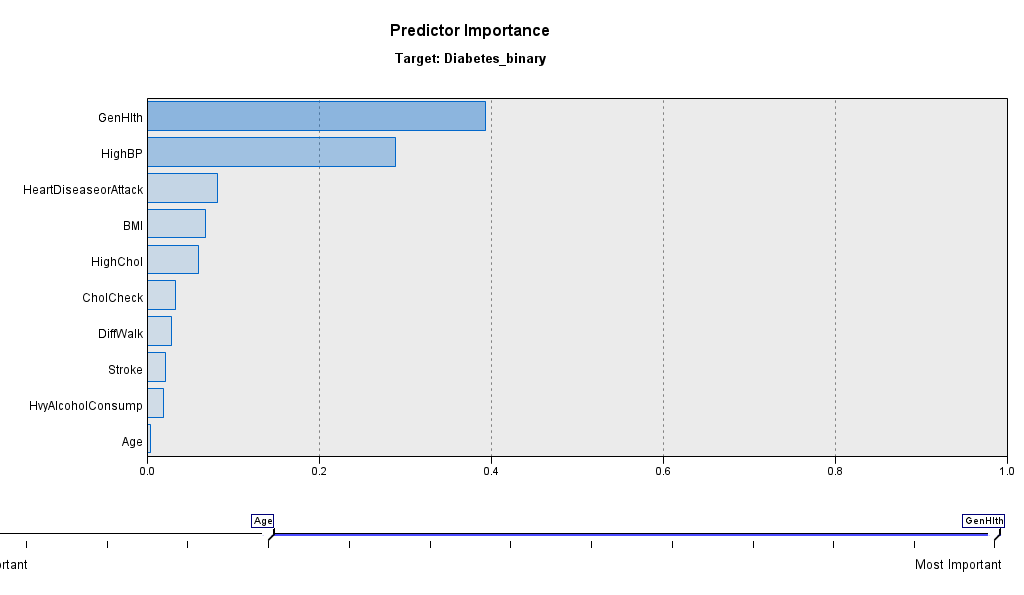 Predictor Importance
Target: Diabetes_binary
GenHlth
HighBP
HeartDiseaseorAttack
BMI
HighChol
CholCheck
DiffWalk
Stroke
HvyAlcoholConsump
Age
0.0 0.2 0.4 0.6 0.8 1.0
Age GenHlth
rtant Most Important